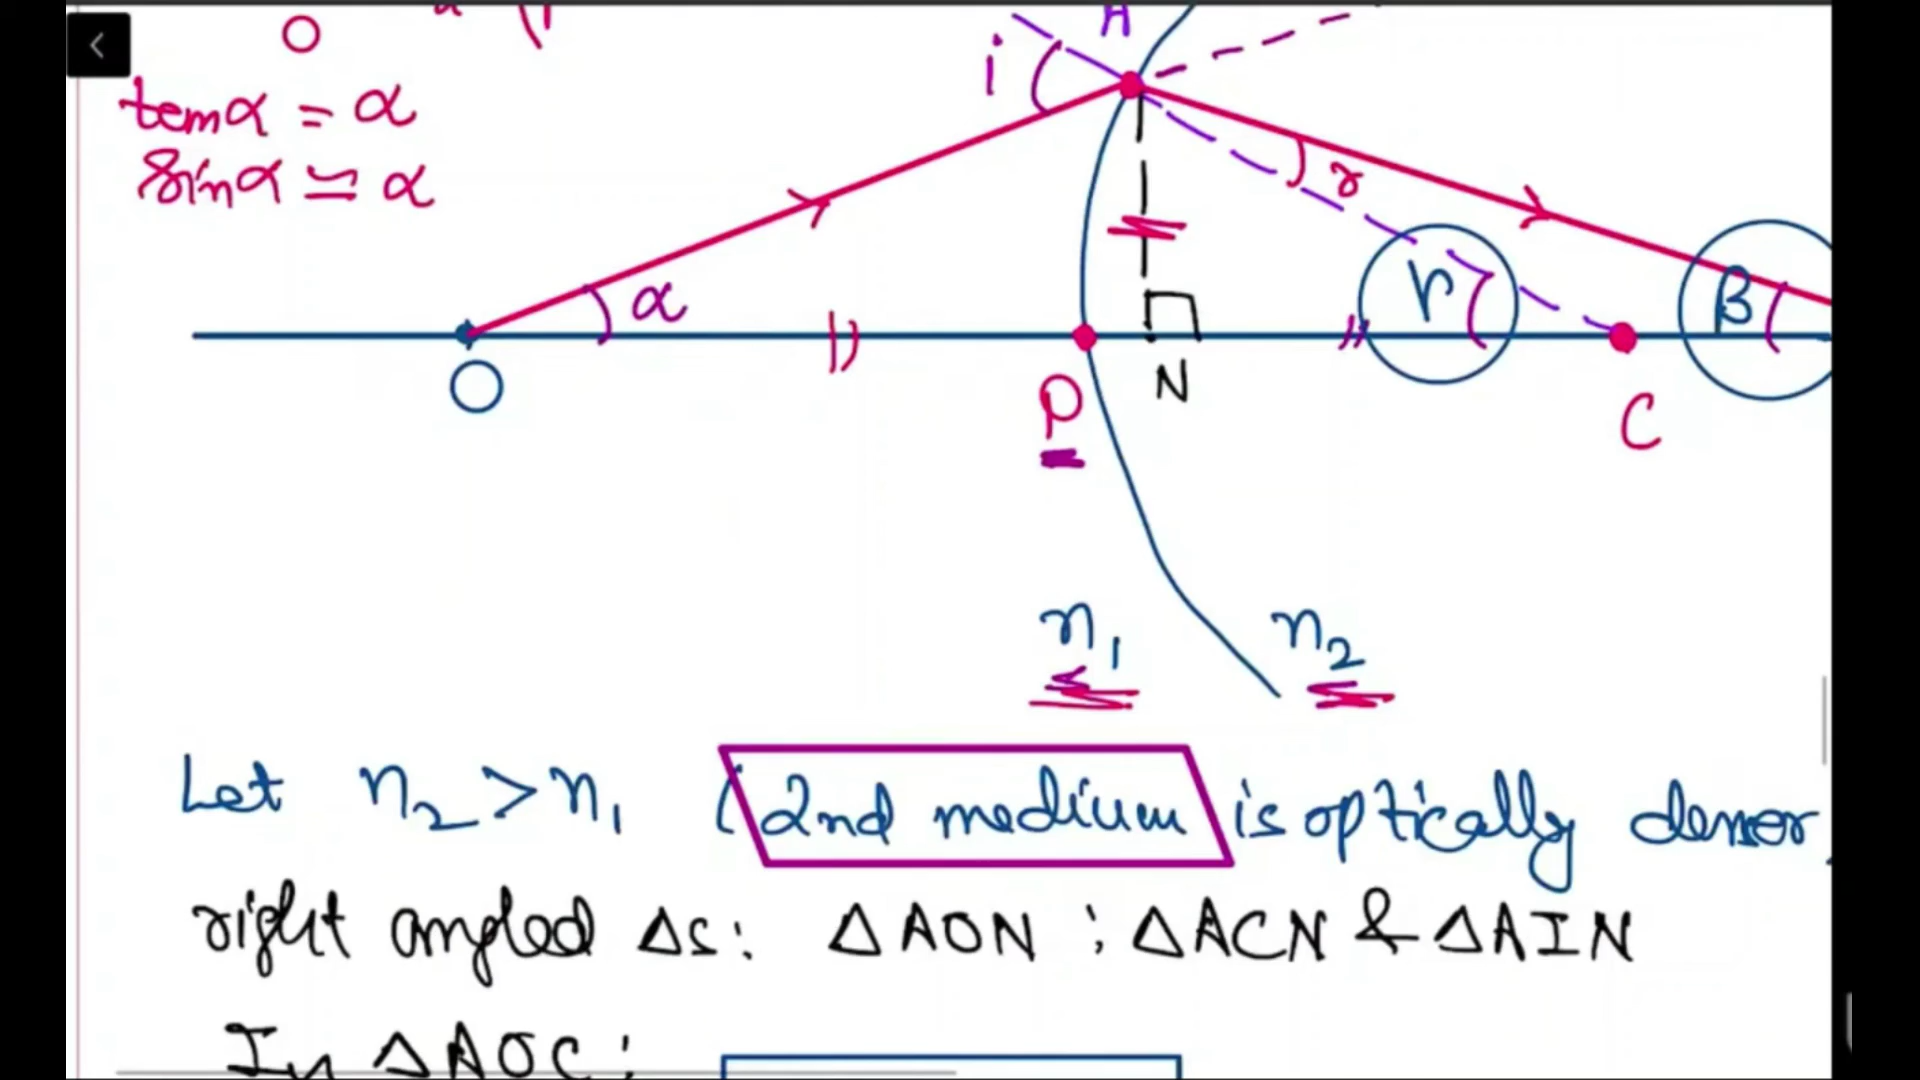 O
tanα = α
Sinα ≃ α
A
i
r
α
γ
β
O
P
N
C
n₁
n₂
Let n₂ > n₁ (2nd medium is optically denser
right angled Δs: ΔAON ; ΔACN & ΔAIN
In ΔAOC: